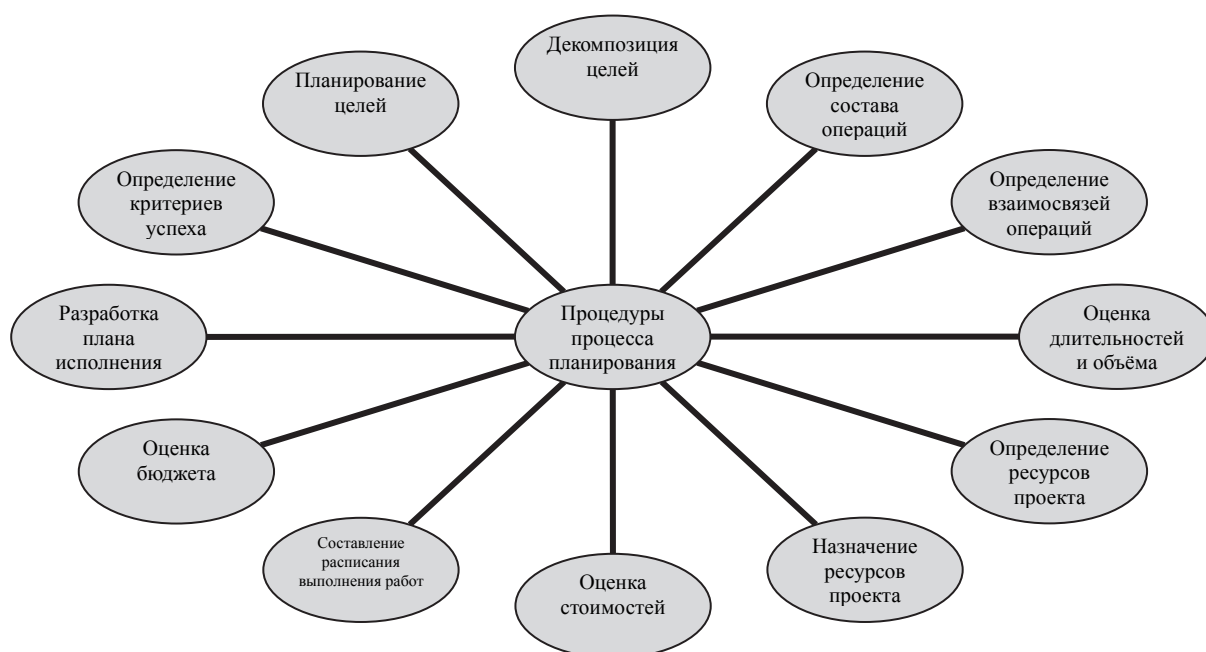 Декомпозиция
целей
Планирование
целей
Определение
состава
операций
Определение
критериев
успеха
Определение
взаимосвязей
операций
Разработка
плана
исполнения
Процедуры
процесса
планирования
Оценка
длительностей
и объёма
Оценка
бюджета
Определение
ресурсов
проекта
Составление
расписания
выполнения работ
Оценка
стоимостей
Назначение
ресурсов
проекта